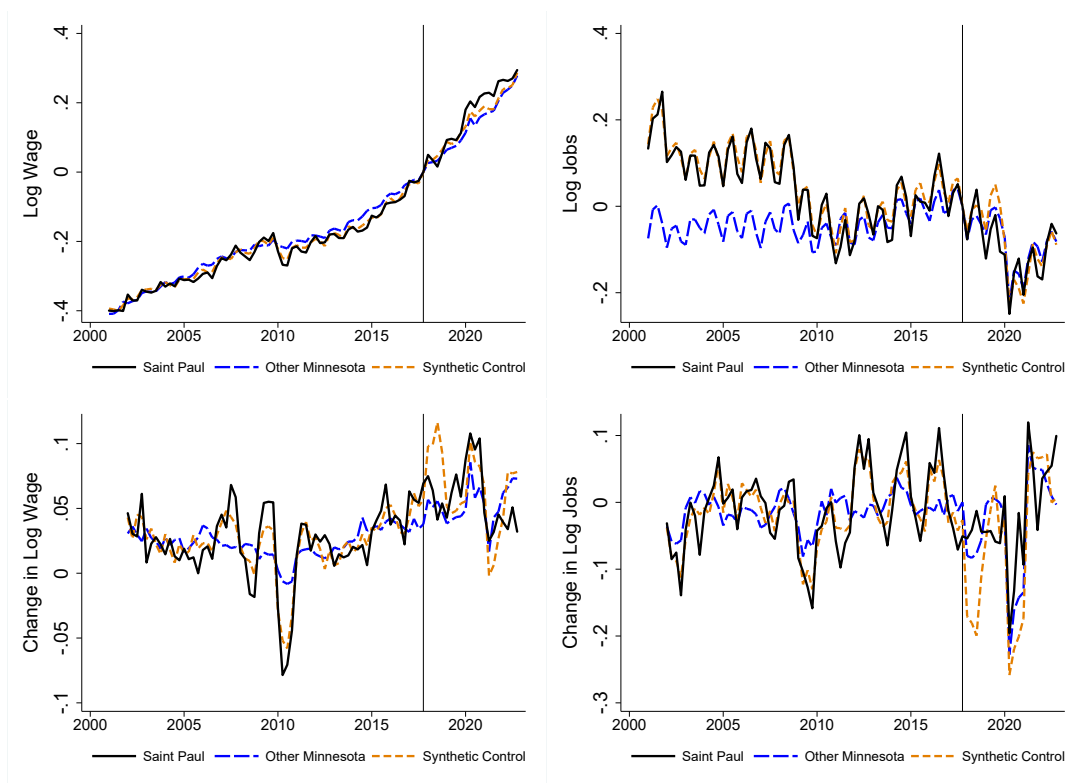 Log Wage
.4
.2
0
-.2
-.4
2000 2005 2010 2015 2020
Saint Paul Other Minnesota Synthetic Control
Log Jobs
.4
.2
0
-.2
2000 2005 2010 2015 2020
Saint Paul Other Minnesota Synthetic Control
Change in Log Wage
.1
.05
0
-.05
-.1
2000 2005 2010 2015 2020
Saint Paul Other Minnesota Synthetic Control
Change in Log Jobs
.1
0
-.1
-.2
-.3
2000 2005 2010 2015 2020
Saint Paul Other Minnesota Synthetic Control